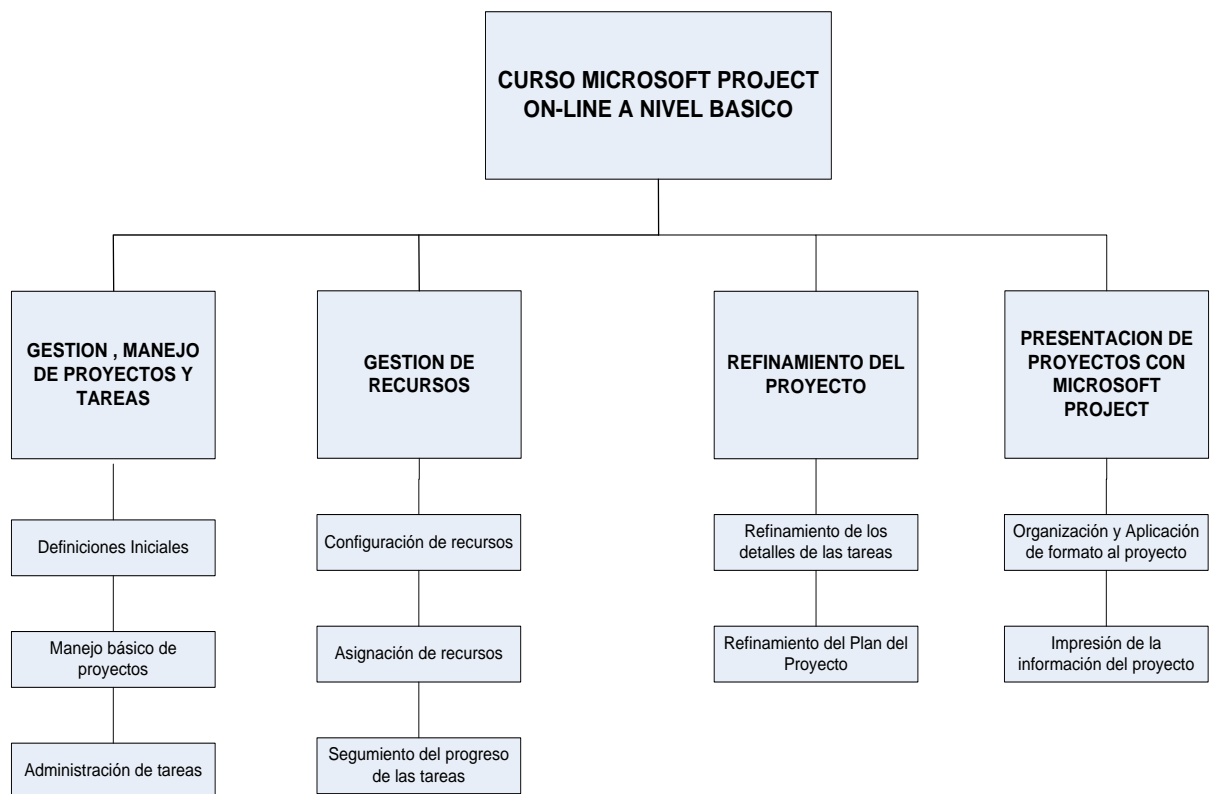 CURSO MICROSOFT PROJECT
ON-LINE A NIVEL BASICO
GESTION , MANEJO
DE PROYECTOS Y
TAREAS
GESTION DE
RECURSOS
REFINAMIENTO DEL
PROYECTO
PRESENTACION DE
PROYECTOS CON
MICROSOFT
PROJECT
Definiciones Iniciales
Configuración de recursos
Refinamiento de los
detalles de las tareas
Organización y Aplicación
de formato al proyecto
Manejo básico de
proyectos
Asignación de recursos
Refinamiento del Plan del
Proyecto
Impresión de la
información del proyecto
Administración de tareas
Segumiento del progreso
de las tareas